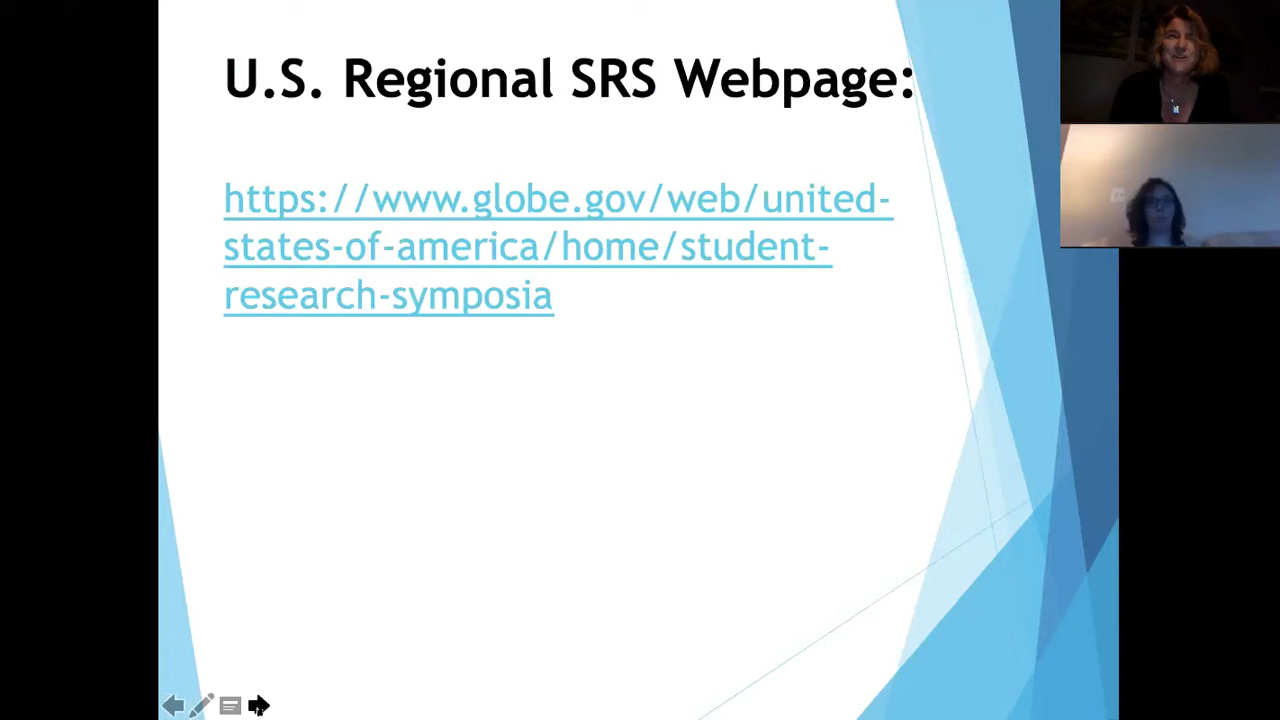 U.S. Regional SRS Webpage:
https://www.globe.gov/web/united-
states-of-america/home/student-
research-symposia